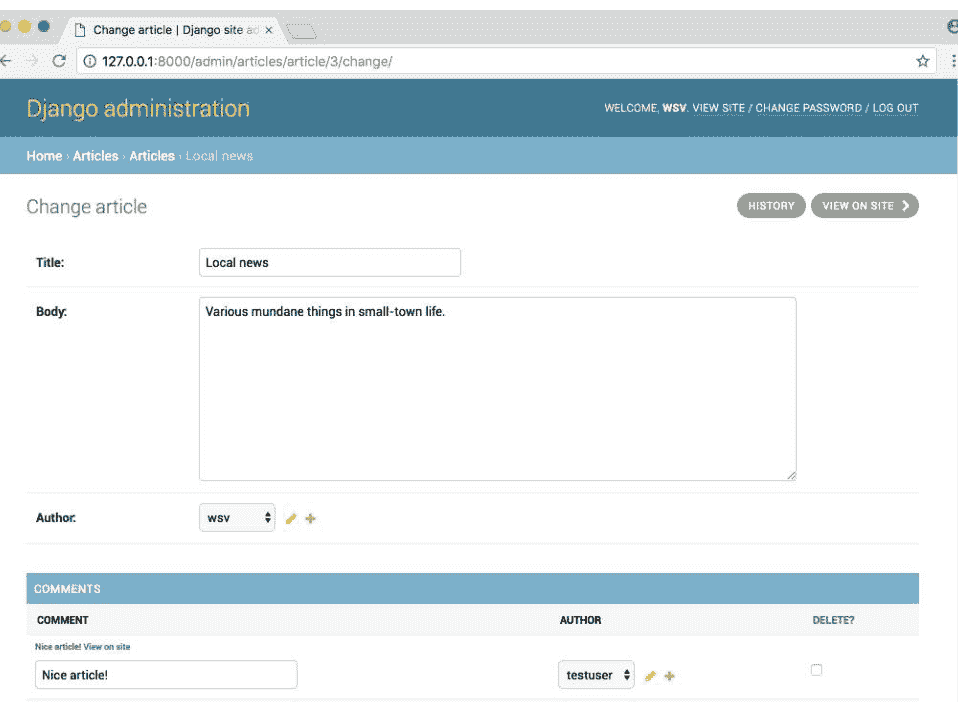 Change article | Django site ad
127.0.0.1:8000/admin/articles/article/3/change/
Django administration
WELCOME, WSV. VIEW SITE / CHANGE PASSWORD / LOG OUT
Home › Articles › Articles › Local news
Change article
HISTORY
VIEW ON SITE
Title:
Local news
Body:
Various mundane things in small-town life.
Author:
wsv
COMMENTS
COMMENT AUTHOR DELETE?
Nice article! View on site
Nice article!
testuser